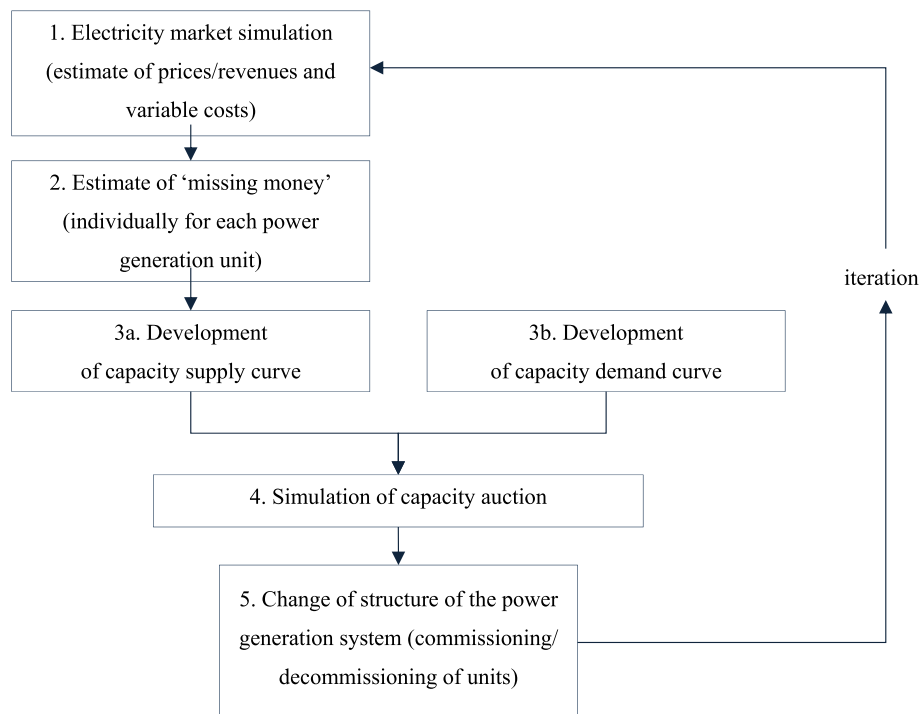 1. Electricity market simulation
(estimate of prices/revenues and
variable costs)
2. Estimate of ‘missing money’
(individually for each power
generation unit)
iteration
3a. Development
of capacity supply curve
3b. Development
of capacity demand curve
4. Simulation of capacity auction
5. Change of structure of the power
generation system (commissioning/
decommissioning of units)